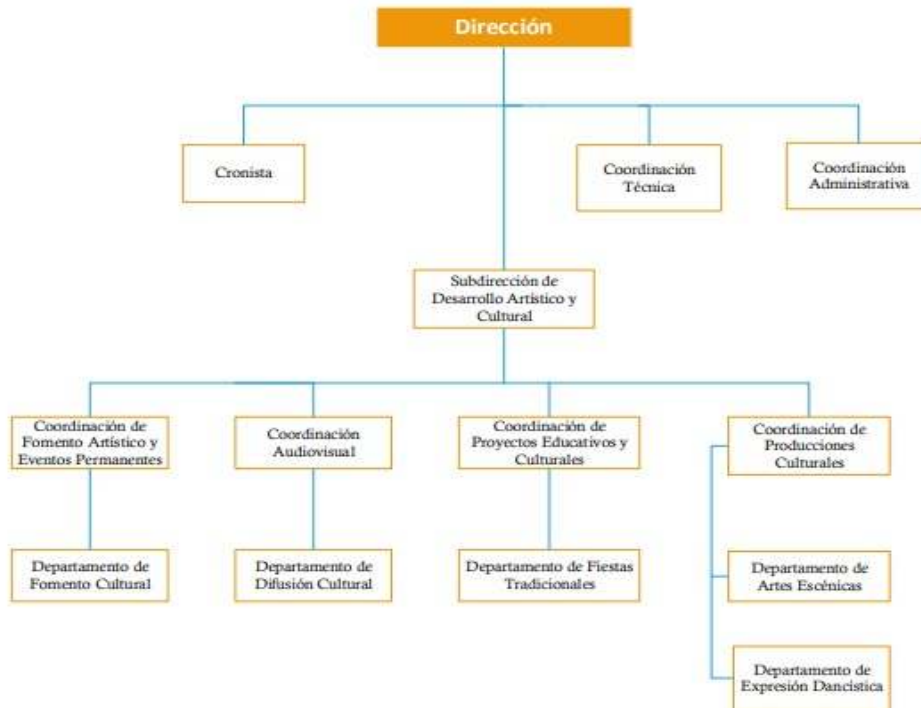 Dirección
Cronista
Coordinación
Técnica
Coordinación
Administrativa
Subdirección de
Desarrollo Artístico y
Cultural
Coordinación de
Fomento Artístico y
Eventos Permanentes
Coordinación
Audiovisual
Coordinación de
Proyectos Educativos y
Culturales
Coordinación de
Producciones
Culturales
Departamento de
Fomento Cultural
Departamento de
Difusión Cultural
Departamento de Fiestas
Tradicionales
Departamento de
Artes Escénicas
Departamento de
Expresión Dancística